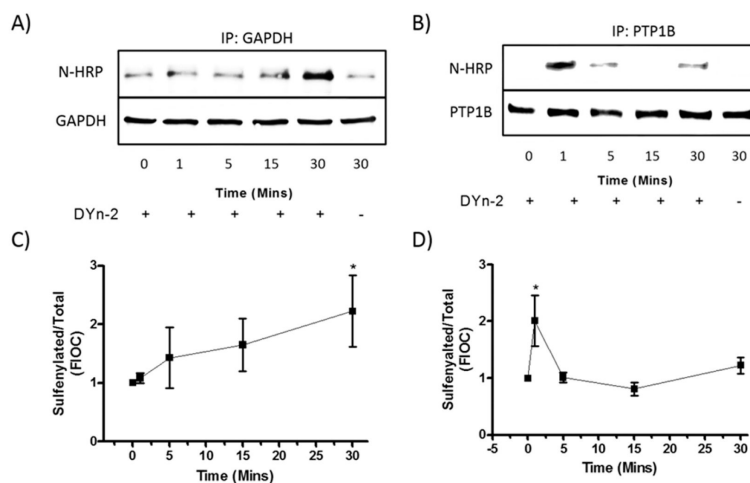 A)
IP: GAPDH
N-HRP
GAPDH
0 1 5 15 30 30
Time (Mins)
DYn-2 + + + + + -
B)
IP: PTP1B
N-HRP
PTP1B
0 1 5 15 30 30
Time (Mins)
DYn-2 + + + + + -
C)
Sulfenylated/Total
(FIOC)
3
2
1
0
*
0 5 10 15 20 25 30
Time (Mins)
D)
Sulfenyalted/Total
(FIOC)
3
2
1
0
*
-5 0 5 10 15 20 25 30
Time (Mins)